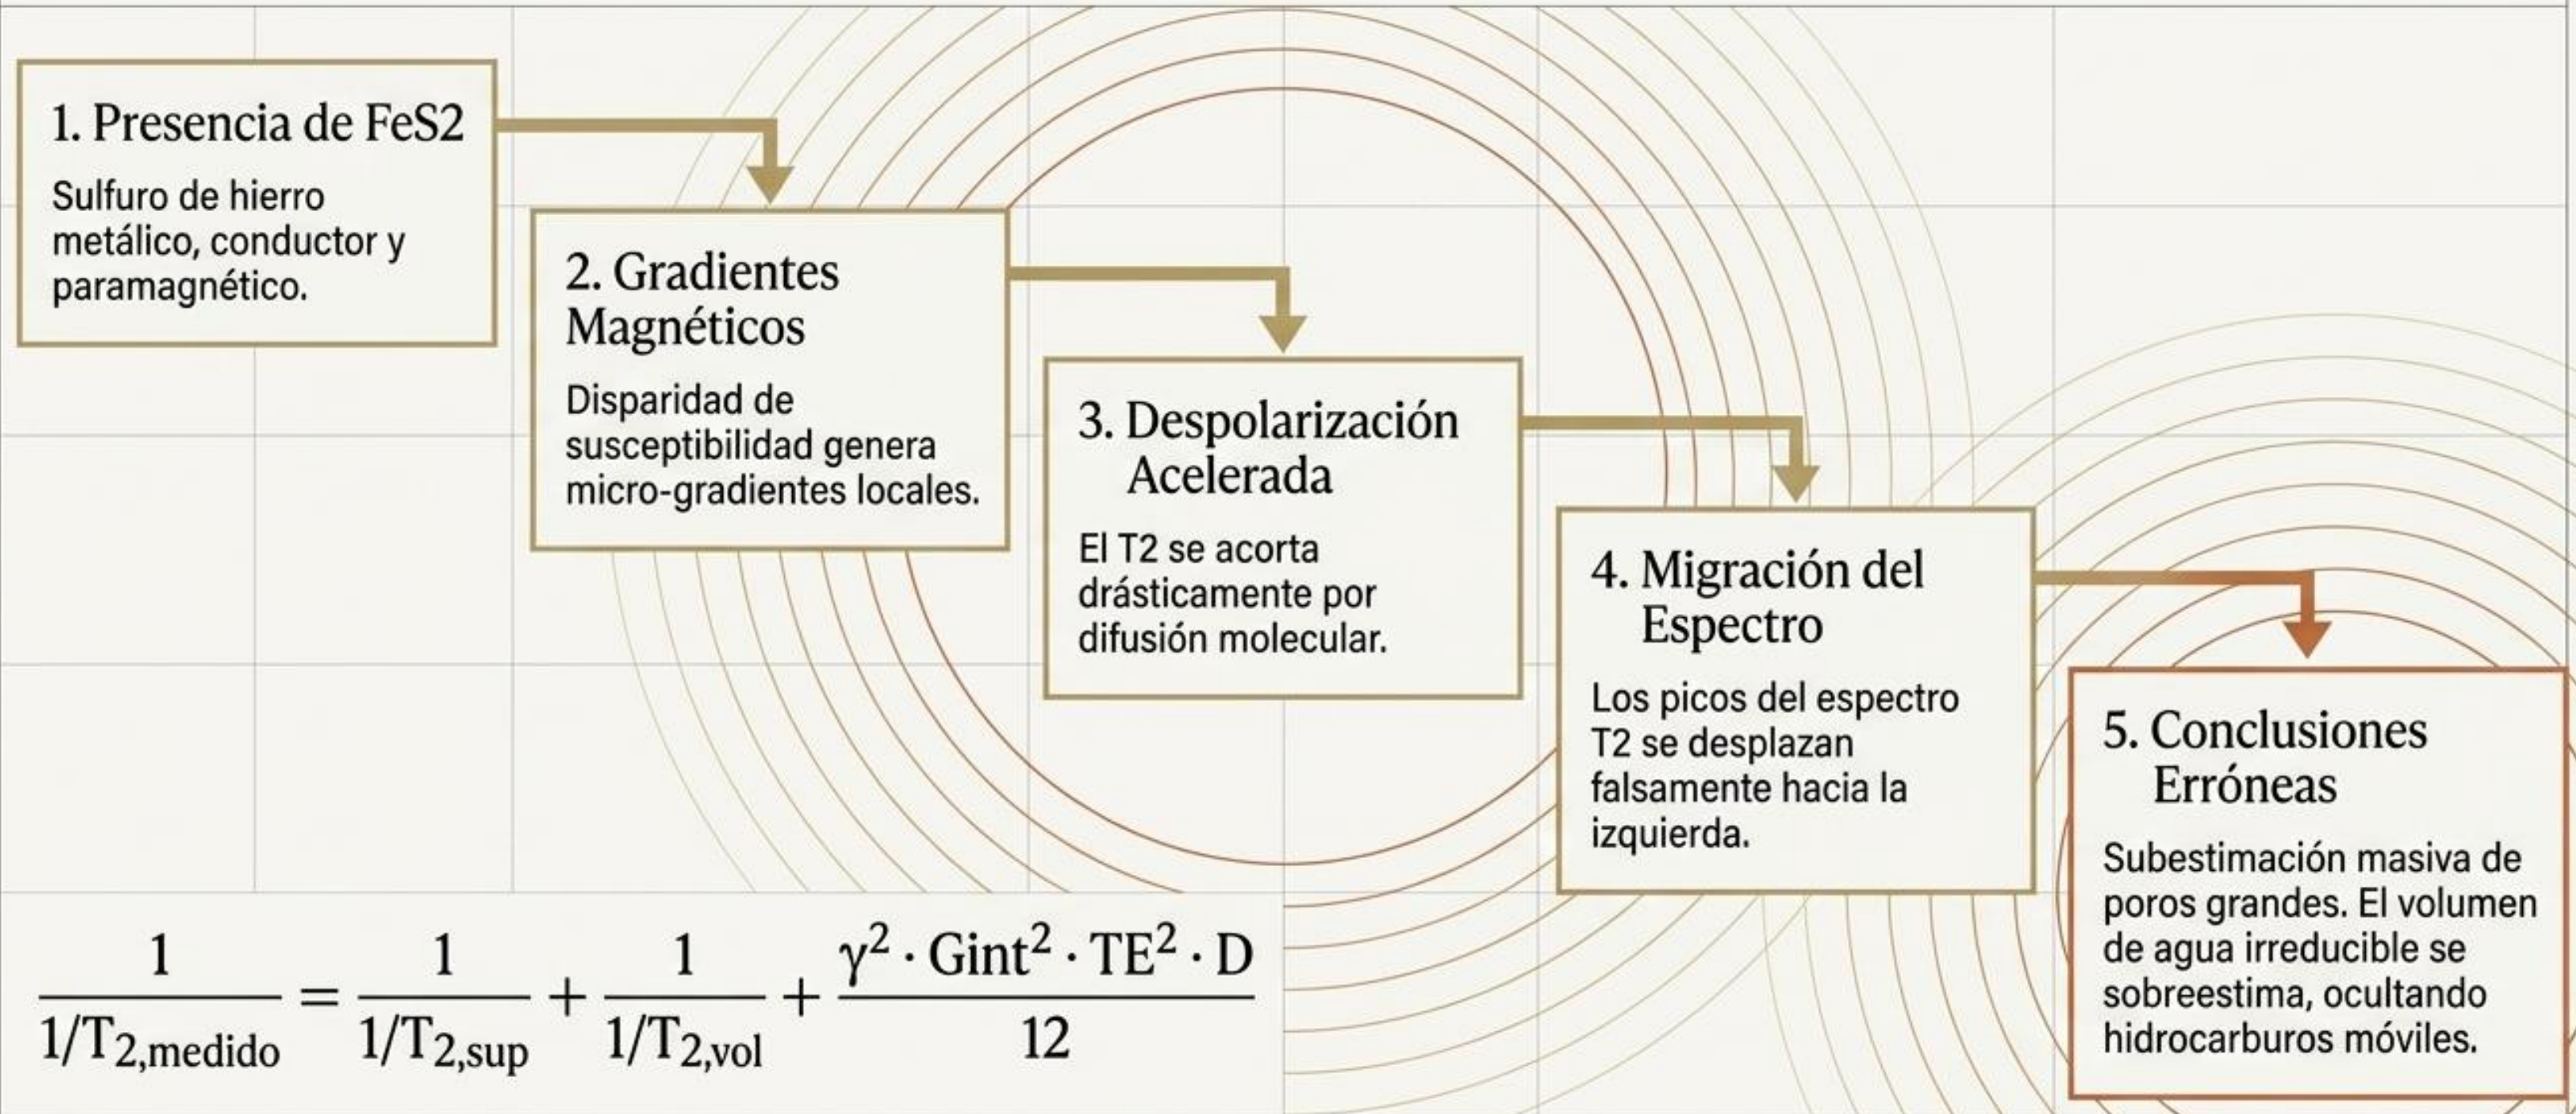 1. Presencia de FeS2
Sulfuro de hierro
metálico, conductor y
paramagnético.
2. Gradientes
Magnéticos
Disparidad de
susceptibilidad genera
micro-gradientes locales.
3. Despolarización
Acelerada
El T2 se acorta
drásticamente por
difusión molecular.
4. Migración del
Espectro
Los picos del espectro
T2 se desplazan
falsamente hacia la
izquierda.
5. Conclusiones
Erróneas
Subestimación masiva de
poros grandes. El volumen
de agua irreducible se
sobreestima, ocultando
hidrocarburos móviles.
1 / (1/T₂,medido) = 1 / (1/T₂,sup) + 1 / (1/T₂,vol) + (γ² · Gint² · TE² · D) / 12